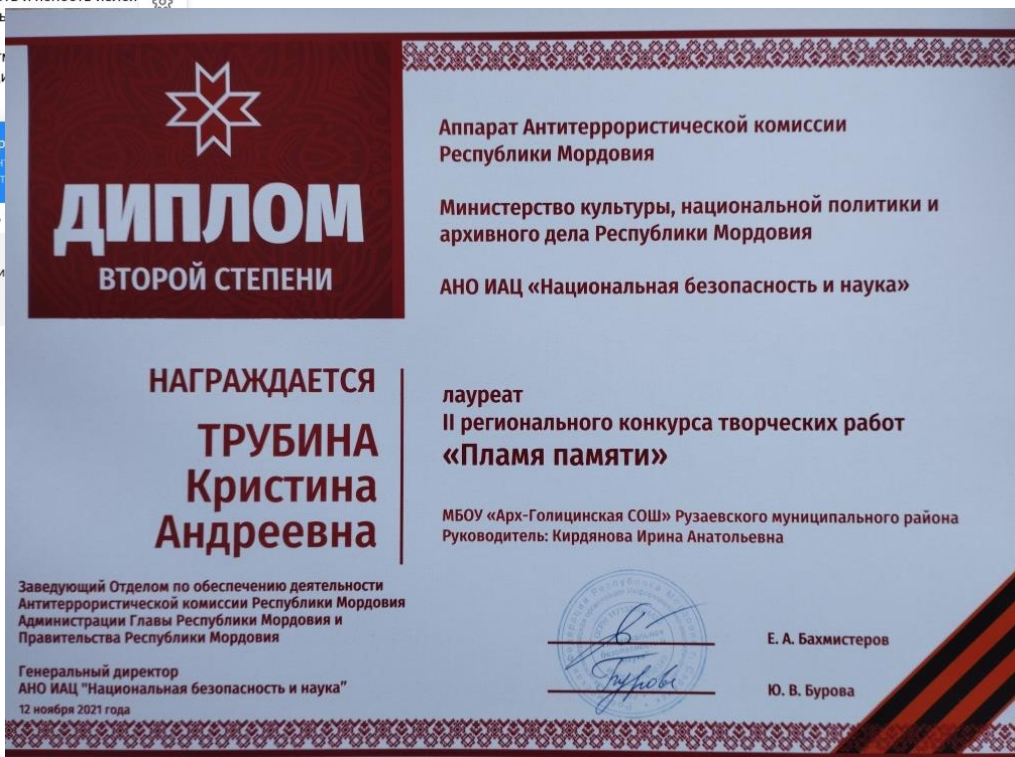 ДИПЛОМ
ВТОРОЙ СТЕПЕНИ
Аппарат Антитеррористической комиссии
Республики Мордовия
Министерство культуры, национальной политики и
архивного дела Республики Мордовия
АНО ИАЦ «Национальная безопасность и наука»
НАГРАЖДАЕТСЯ
ТРУБИНА
Кристина
Андреевна
лауреат
II регионального конкурса творческих работ
«Пламя памяти»
МБОУ «Арх-Голицинская СОШ» Рузаевского муниципального района
Руководитель: Кирдянова Ирина Анатольевна
Заведующий Отделом по обеспечению деятельности
Антитеррористической комиссии Республики Мордовия
Администрации Главы Республики Мордовия и
Правительства Республики Мордовия
Е. А. Бахмистеров
Генеральный директор
АНО ИАЦ "Национальная безопасность и наука"
Ю. В. Бурова
12 ноября 2021 года